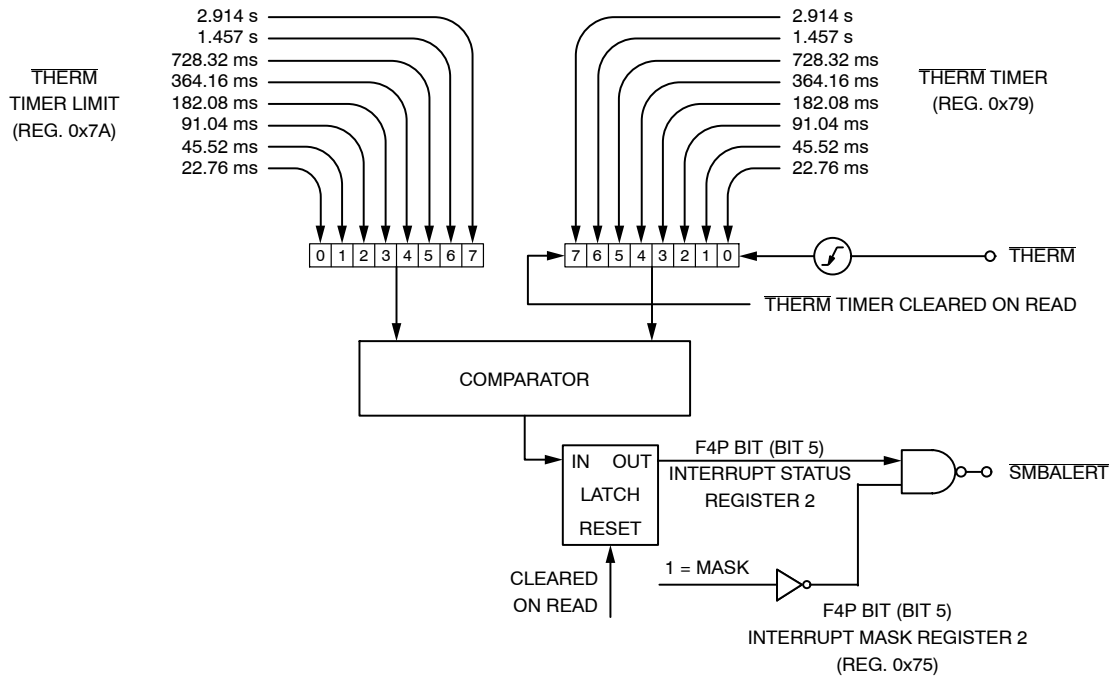 THERM
TIMER LIMIT
(REG. 0x7A)
2.914 s
1.457 s
728.32 ms
364.16 ms
182.08 ms
91.04 ms
45.52 ms
22.76 ms
0 1 2 3 4 5 6 7
2.914 s
1.457 s
728.32 ms
364.16 ms
182.08 ms
91.04 ms
45.52 ms
22.76 ms
THERM TIMER
(REG. 0x79)
7 6 5 4 3 2 1 0
THERM
THERM TIMER CLEARED ON READ
COMPARATOR
IN OUT
LATCH
RESET
CLEARED
ON READ
F4P BIT (BIT 5)
INTERRUPT STATUS
REGISTER 2
SMBALERT
1 = MASK
F4P BIT (BIT 5)
INTERRUPT MASK REGISTER 2
(REG. 0x75)